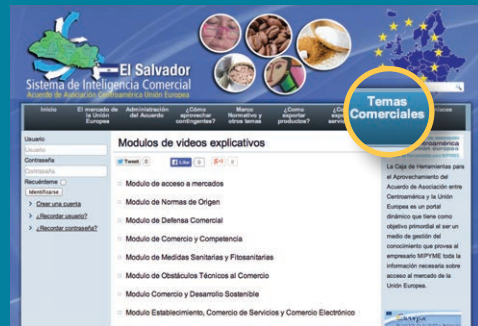 El Salvador
Sistema de Inteligencia Comercial
Acuerdo de Asociación Centroamérica Unión Europea
Inicio
El mercado de la Unión Europea
Administración del Acuerdo
¿Cómo aprovechar contingentes?
Marco Normativo y otros temas
¿Como exportar productos?
Temas
Comerciales
Usuario
Usuario
Contraseña
Contraseña
Recuérdeme
Identificarse
Crear una cuenta
¿Recordar usuario?
¿Recordar contraseña?
Modulos de videos explicativos
Tweet 0
Like 0
0
Modulo de acceso a mercados
Modulo de Normas de Origen
Modulo de Defensa Comercial
Modulo de Comercio y Competencia
Modulo de Medidas Sanitarias y Fitosanitarias
Modulo de Obstáculos Técnicos al Comercio
Modulo Comercio y Desarrollo Sostenible
Modulo Establecimiento, Comercio de Servicios y Comercio Electrónico
La Caja de Herramientas para
el Aprovechamiento del
Acuerdo de Asociación entre
Centroamérica y la Unión
Europea es un portal
dinámico que tiene como
objetivo primordial el ser un
medio de gestión del
conocimiento que provea al
empresario MIPYME toda la
información necesaria sobre
acceso al mercado de la
Unión Europea.